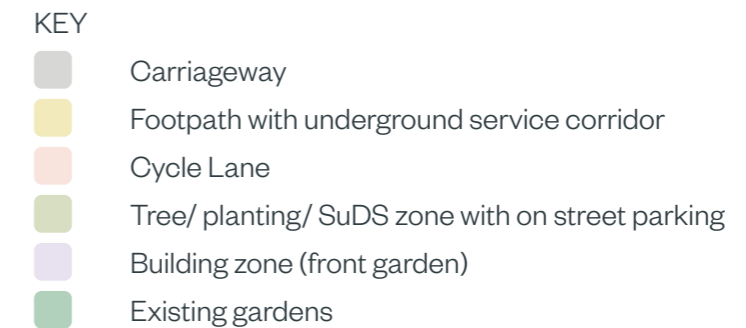 KEY
Carriageway
Footpath with underground service corridor
Cycle Lane
Tree/ planting/ SuDS zone with on street parking
Building zone (front garden)
Existing gardens